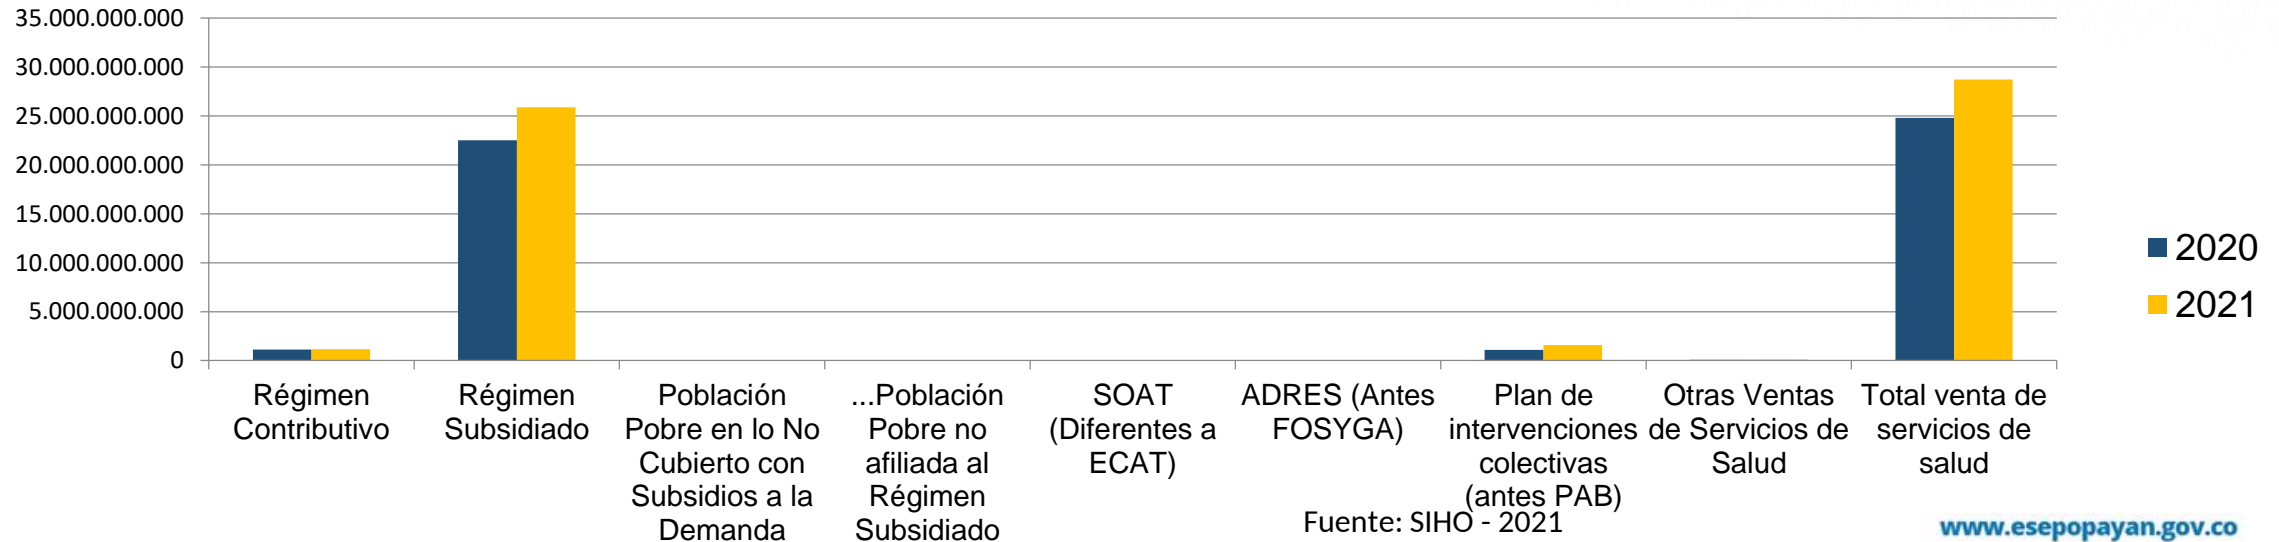 35.000.000.000
30.000.000.000
25.000.000.000
20.000.000.000
15.000.000.000
10.000.000.000
5.000.000.000
0
Régimen
Contributivo
Régimen
Subsidiado
Población
Pobre en lo No
Cubierto con
Subsidios a la
Demanda
...Población
Pobre no
afiliada al
Régimen
Subsidiado
SOAT
(Diferentes a
ECAT)
ADRES (Antes
FOSYGA)
Plan de
intervenciones
colectivas
(antes PAB)
Otras Ventas
de Servicios de
Salud
Total venta de
servicios de
salud
2020
2021
Fuente: SIHO - 2021
www.esepopayan.gov.co